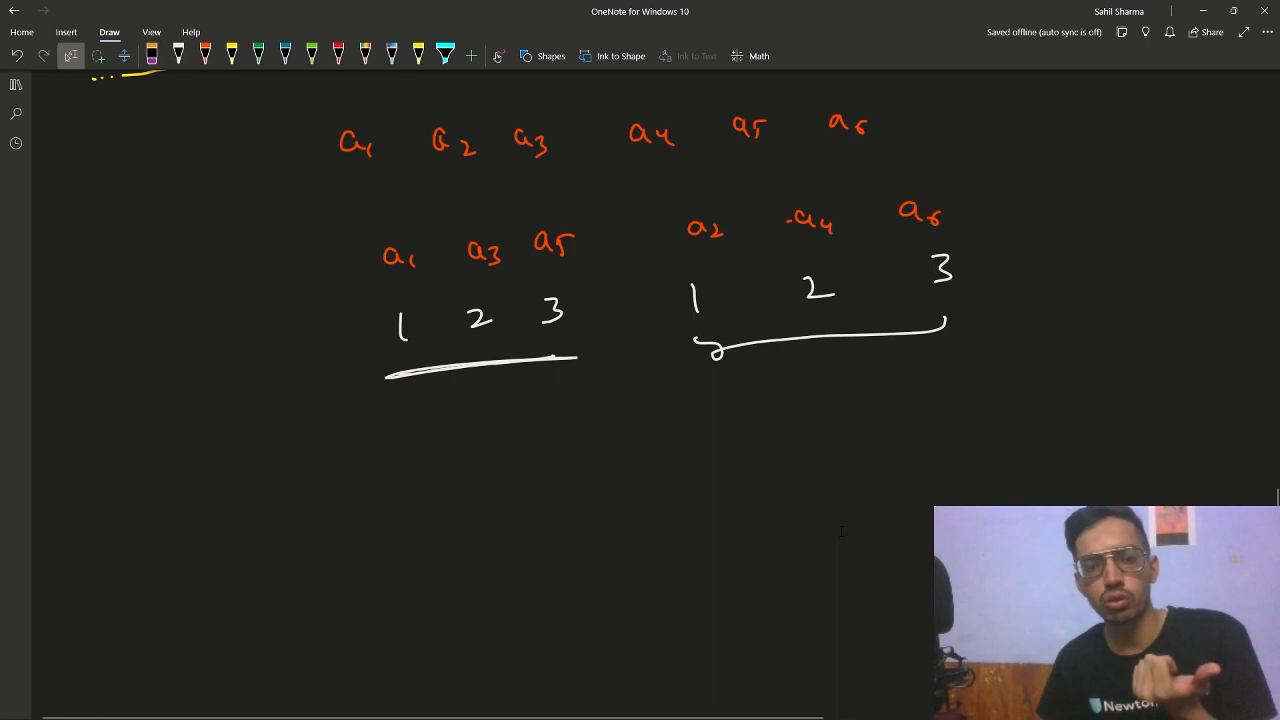 OneNote for Windows 10
Sahil Sharma
Home Insert Draw View Help
Saved offline (auto sync is off)
Share
Shapes
Ink to Shape
Ink to Text
Math
a1 a2 a3 a4 a5 a6
a1 a3 a5 a2 a4 a6
1 2 3 1 2 3
Newton